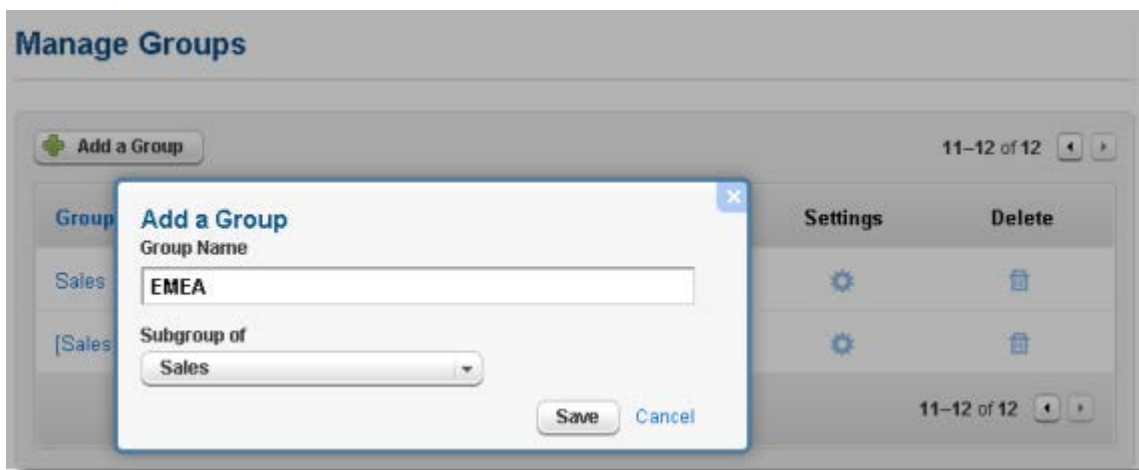 Manage Groups
Add a Group
11–12 of 12
Group
Settings
Delete
Add a Group
Group Name
EMEA
Sales
Subgroup of
[Sales
Sales
Save
Cancel
11–12 of 12